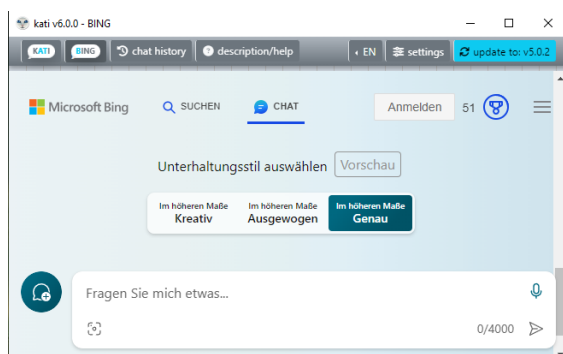 kati v6.0.0 - BING
KATI BING chat history ? description/help ‹ EN settings update to: v5.0.2
Microsoft Bing SUCHEN CHAT Anmelden 51
Unterhaltungsstil auswählen Vorschau
Im höheren Maße Im höheren Maße Im höheren Maße
Kreativ Ausgewogen Genau
Fragen Sie mich etwas...
0/4000